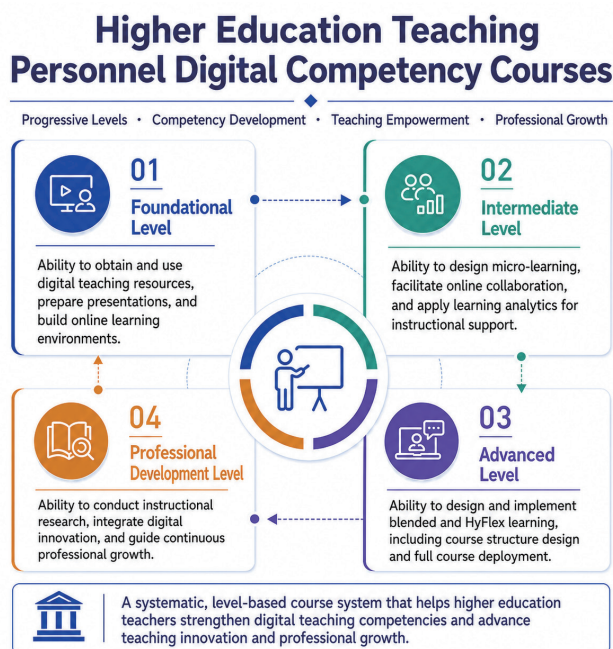 Higher Education Teaching
Personnel Digital Competency Courses
Progressive Levels • Competency Development • Teaching Empowerment • Professional Growth
01
Foundational
Level
Ability to obtain and use
digital teaching resources,
prepare presentations, and
build online learning
environments.
02
Intermediate
Level
Ability to design micro-learning,
facilitate online collaboration,
and apply learning analytics for
instructional support.
04
Professional
Development Level
Ability to conduct instructional
research, integrate digital
innovation, and guide continuous
professional growth.
03
Advanced
Level
Ability to design and implement
blended and HyFlex learning,
including course structure design
and full course deployment.
A systematic, level-based course system that helps higher education
teachers strengthen digital teaching competencies and advance
teaching innovation and professional growth.